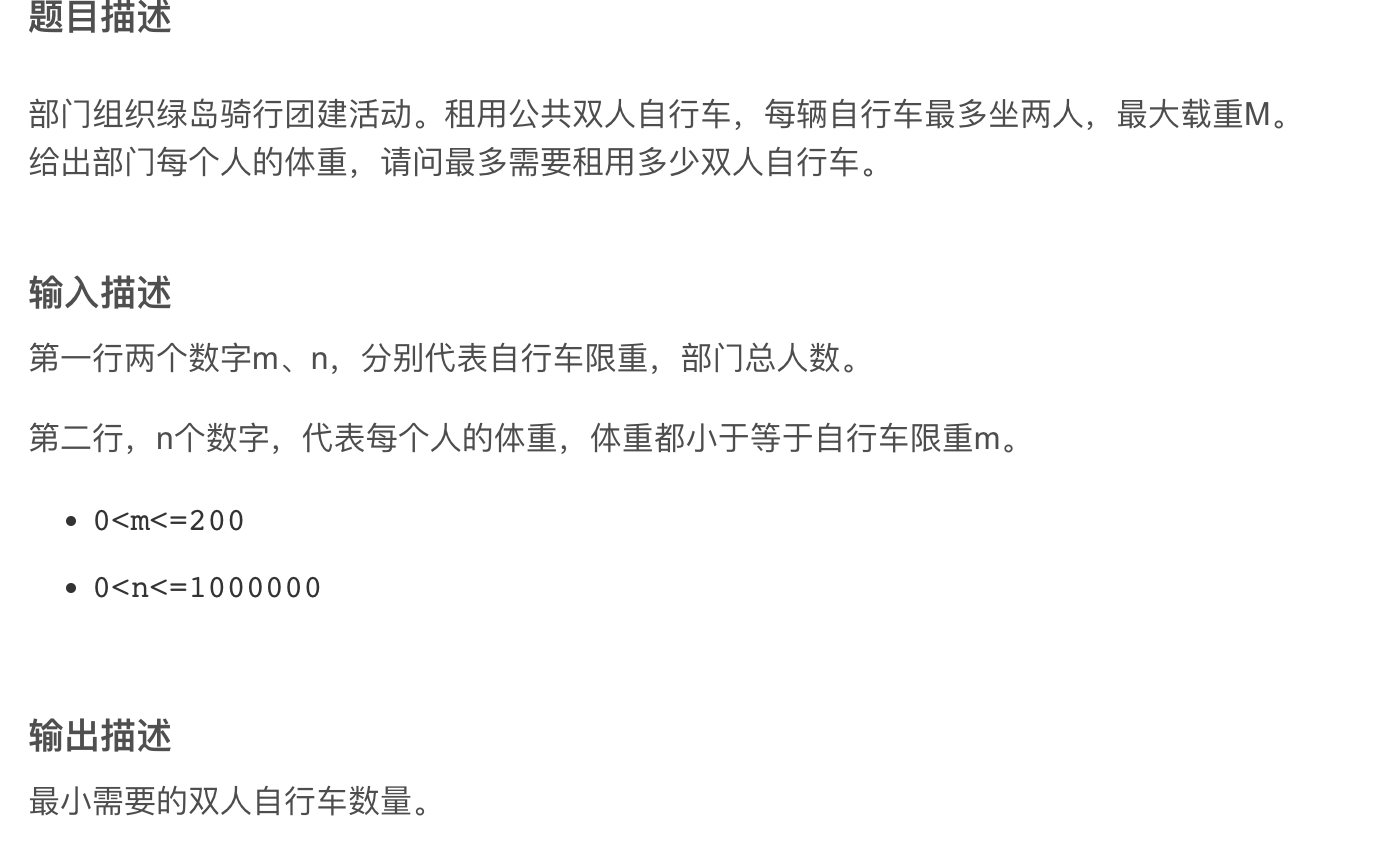 题目描述
部门组织绿岛骑行团建活动。租用公共双人自行车，每辆自行车最多坐两人，最大载重M。
给出部门每个人的体重，请问最多需要租用多少双人自行车。
输入描述
第一行两个数字m、n，分别代表自行车限重，部门总人数。
第二行，n个数字，代表每个人的体重，体重都小于等于自行车限重m。
• 0<m<=200
• 0<n<=1000000
输出描述
最小需要的双人自行车数量。